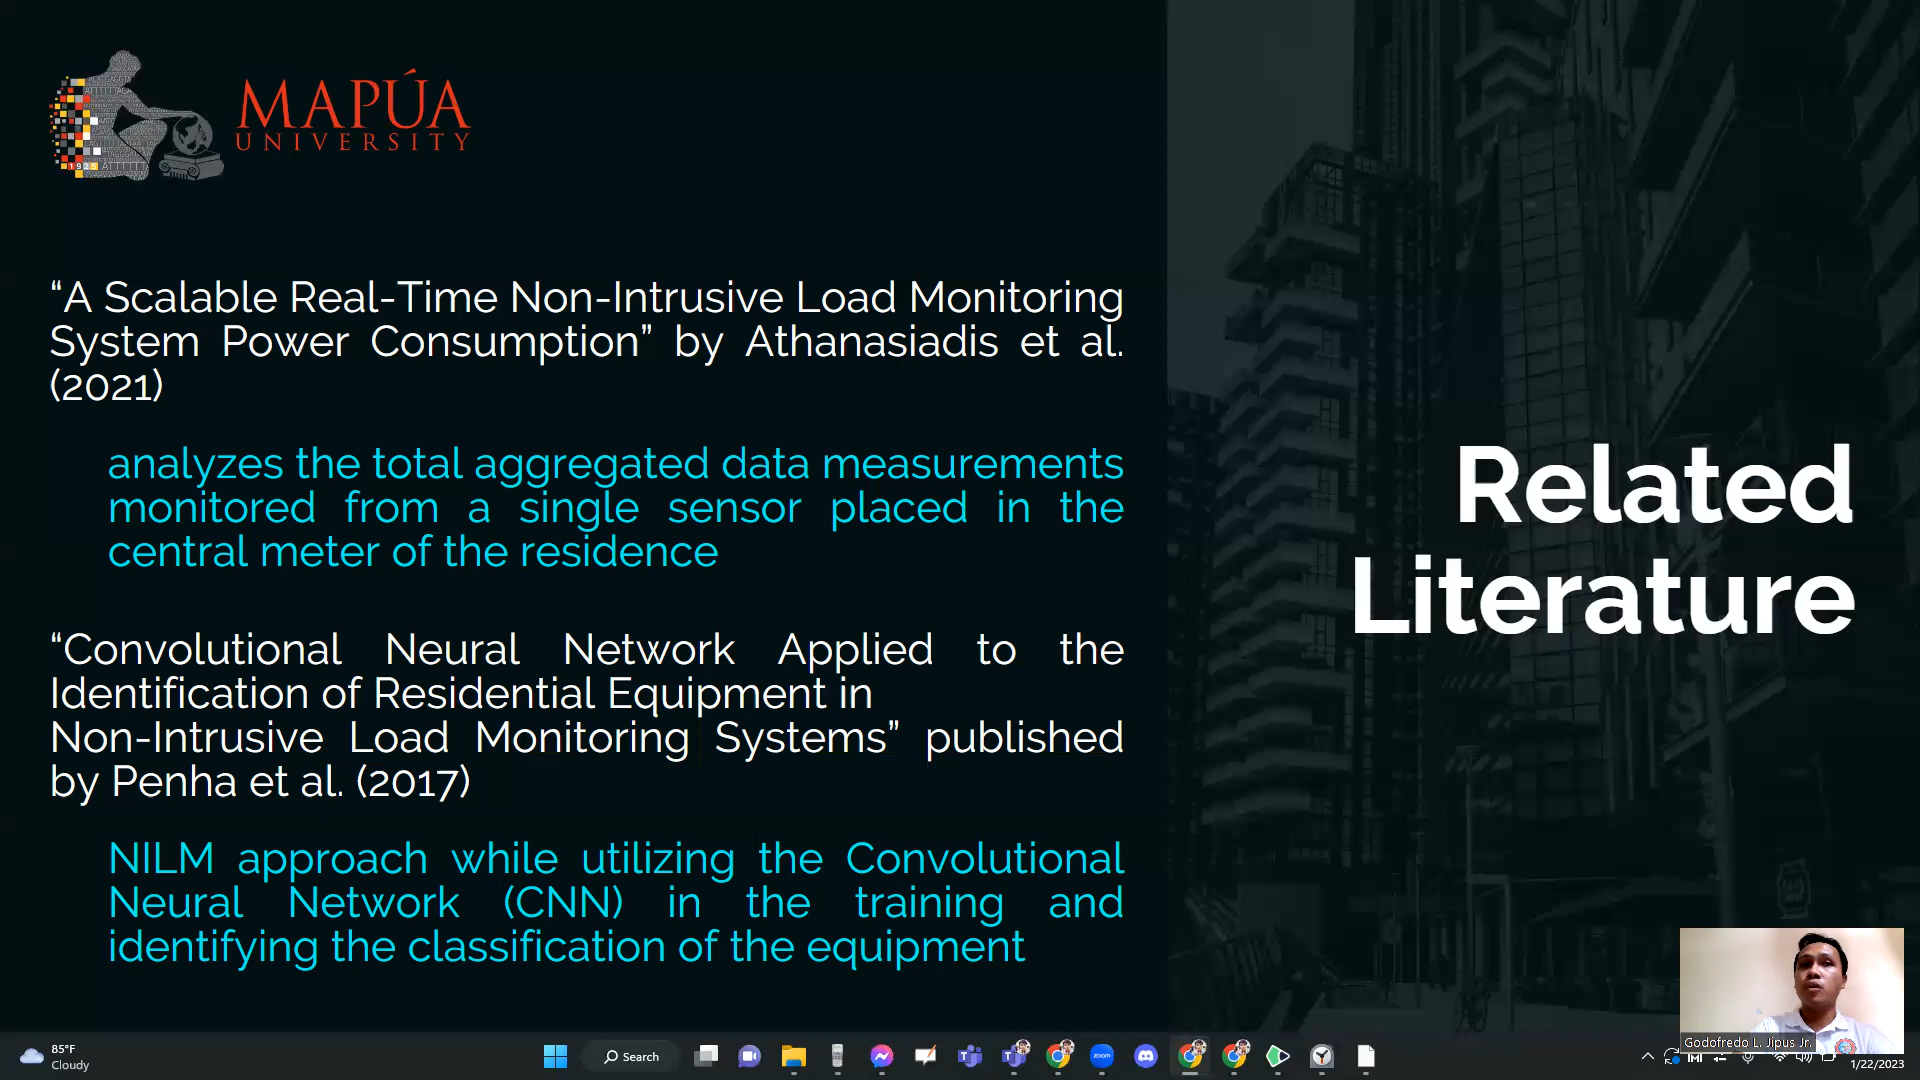 MAPÚA
UNIVERSITY
1925
“A Scalable Real-Time Non-Intrusive Load Monitoring
System Power Consumption” by Athanasiadis et al.
(2021)
analyzes the total aggregated data measurements
monitored from a single sensor placed in the
central meter of the residence
“Convolutional Neural Network Applied to the
Identification of Residential Equipment in
Non-Intrusive Load Monitoring Systems” published
by Penha et al. (2017)
NILM approach while utilizing the Convolutional
Neural Network (CNN) in the training and
identifying the classification of the equipment
Related
Literature
Godofredo L. Jipus Jr.
85°F
Cloudy
Search
zoom
1/22/2023